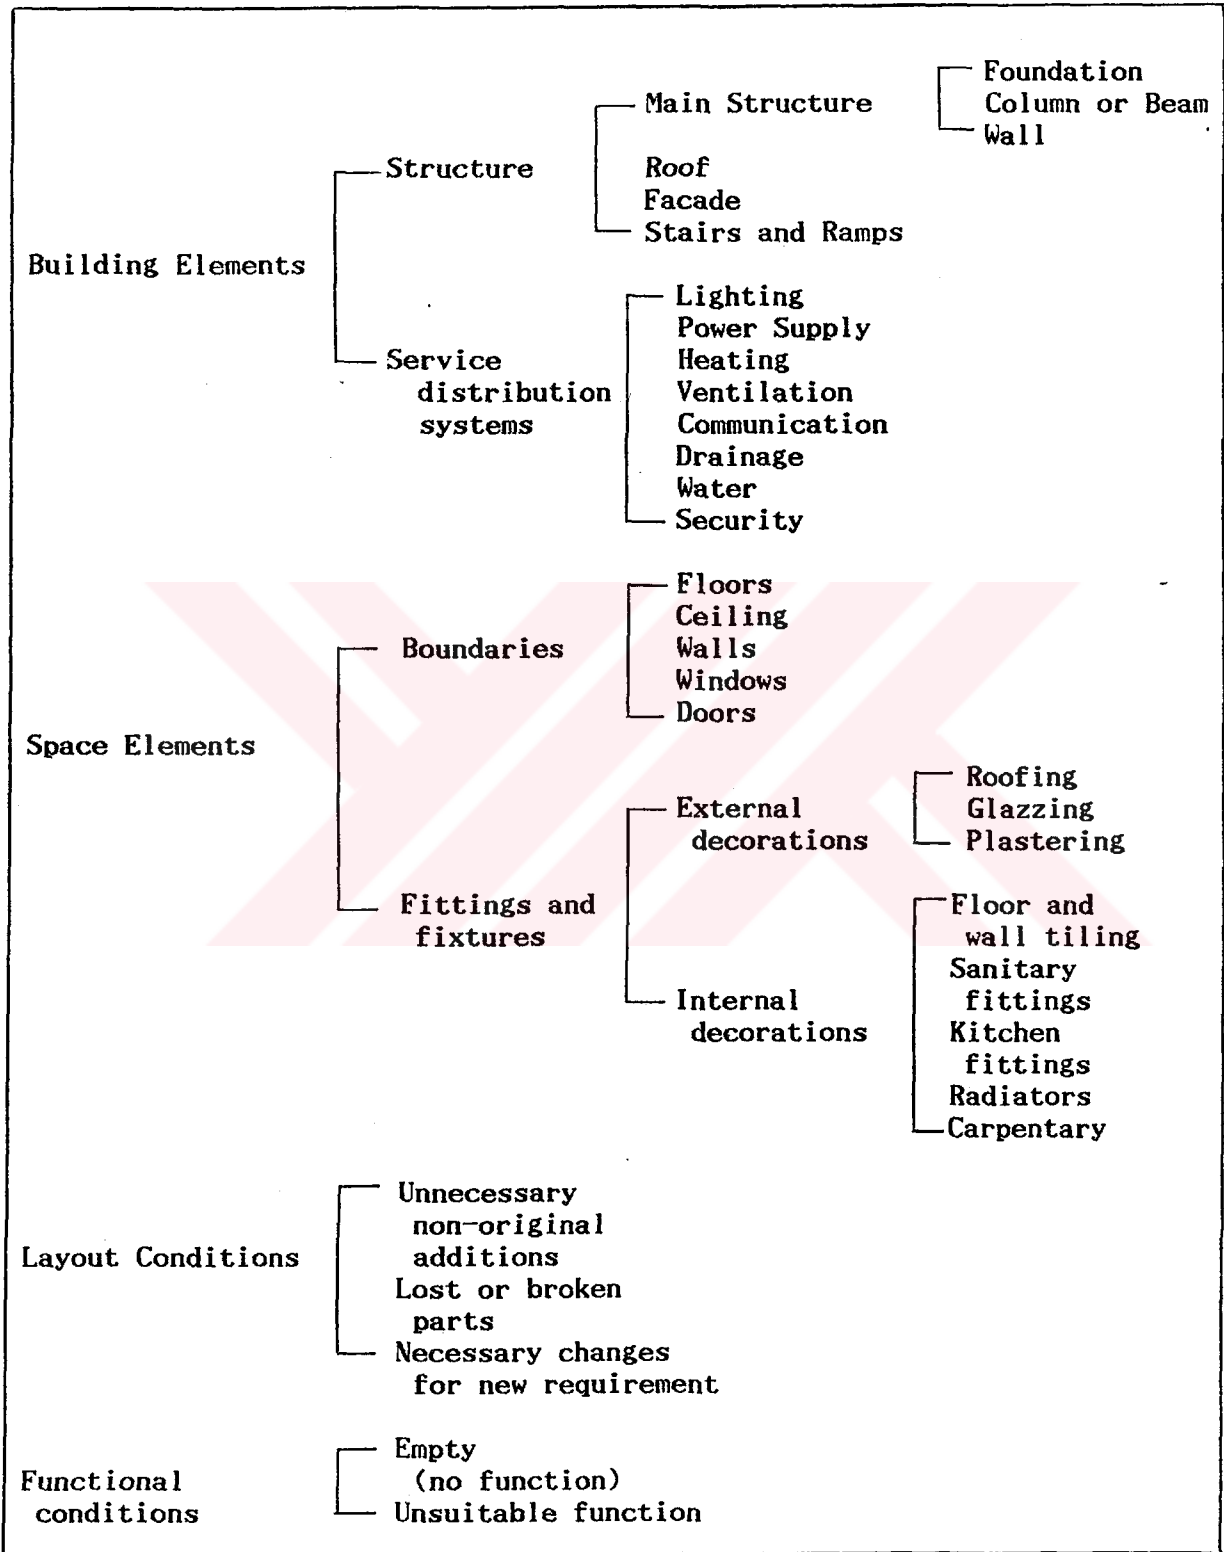 Foundation
Main Structure
Column or Beam
Wall
Structure
Roof
Facade
Stairs and Ramps
Building Elements
Lighting
Power Supply
Service
Heating
distribution
Ventilation
systems
Communication
Drainage
Water
Security
Floors
Ceiling
Boundaries
Walls
Windows
Doors
Space Elements
Roofing
External
Glazzing
decorations
Plastering
Fittings and
fixtures
Floor and
wall tiling
Sanitary
fittings
Internal
decorations
Kitchen
fittings
Radiators
Carpentary
Unnecessary
non-original
additions
Layout Conditions
Lost or broken
parts
Necessary changes
for new requirement
Empty
(no function)
Functional
conditions
Unsuitable function